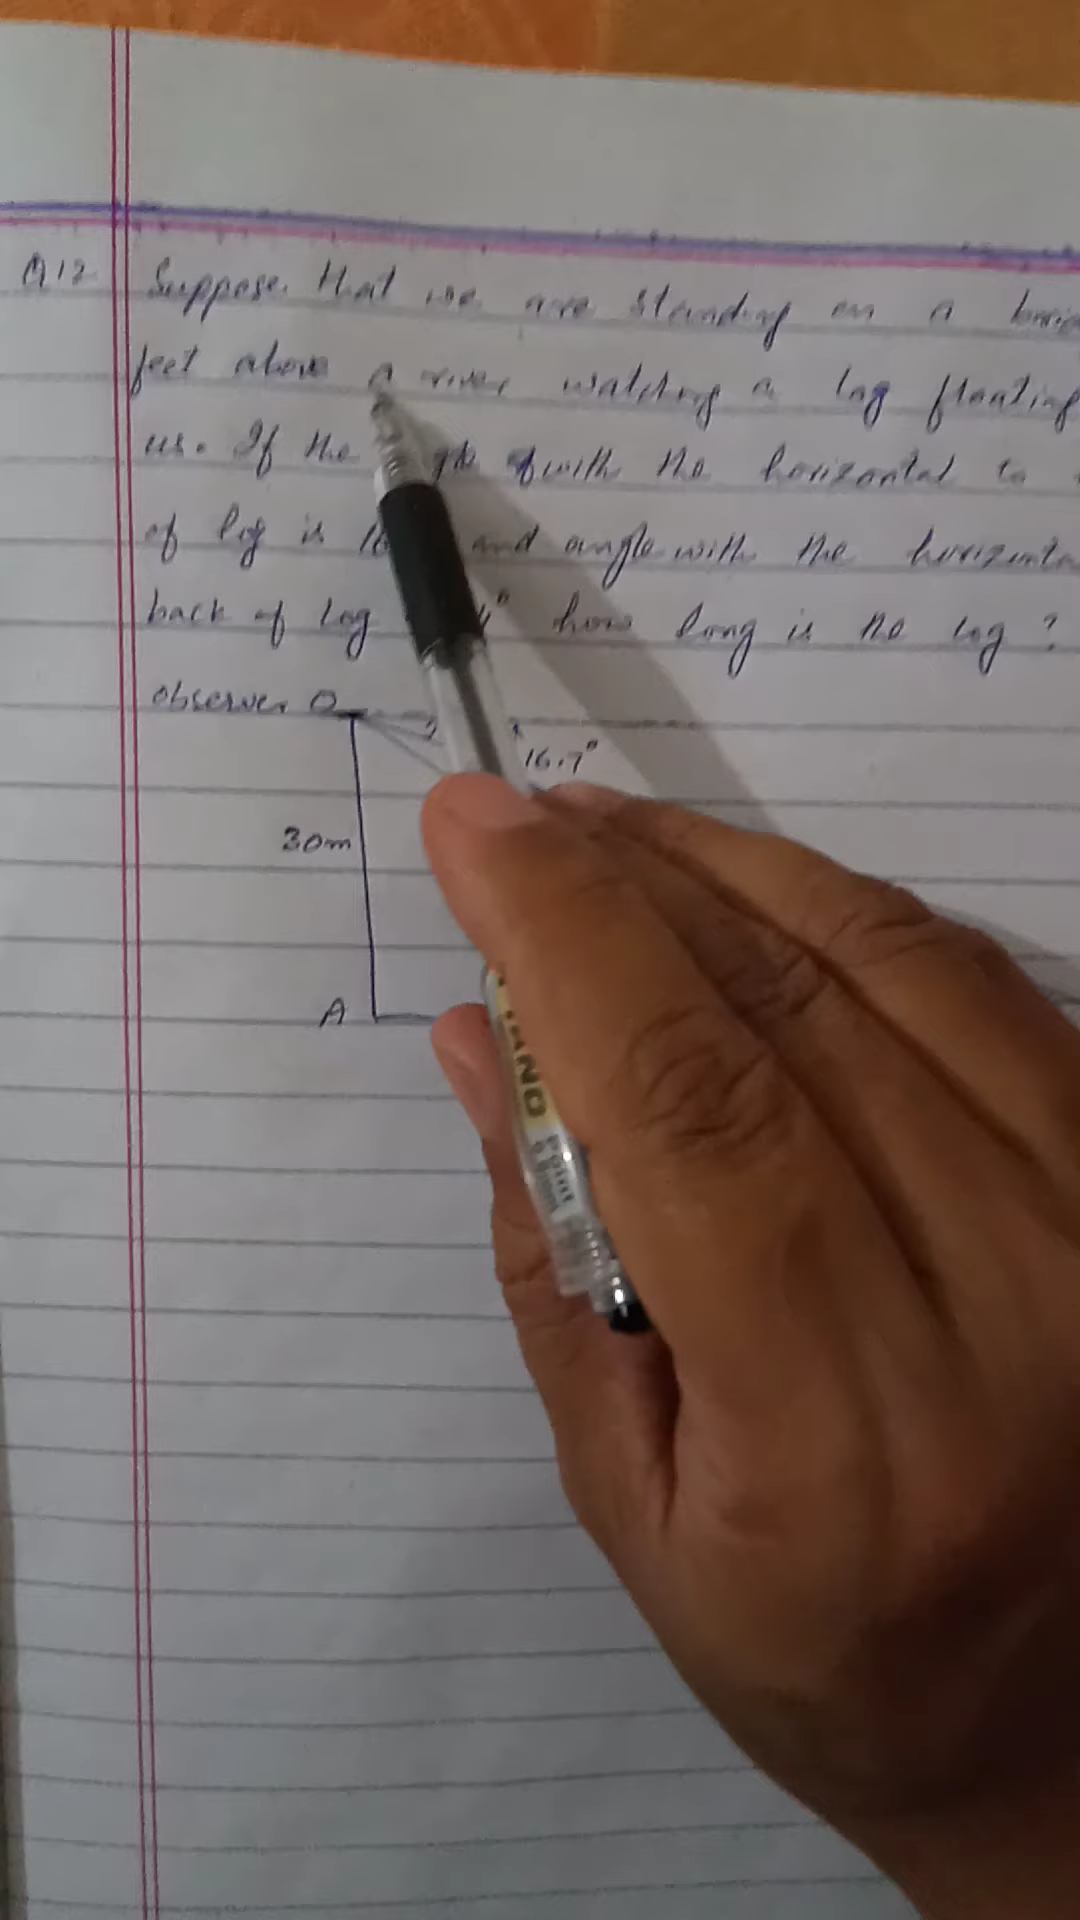 Q12 Suppose that we are standing on a
feet above a river watching a log floating
us. If the with the horizontal to
of log is and angle with the
back of log how long is the log ?
observer O
16.7°
30m
A
PIANO
Point